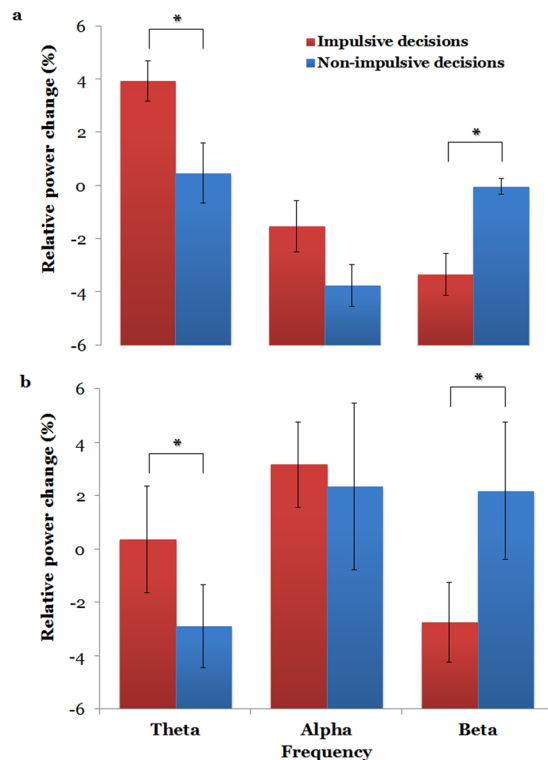 a
Relative power change (%)
6
4
2
0
-2
-4
-6
*
*
Impulsive decisions
Non-impulsive decisions
b
Relative power change (%)
6
4
2
0
-2
-4
-6
*
*
Theta Alpha Beta
Frequency